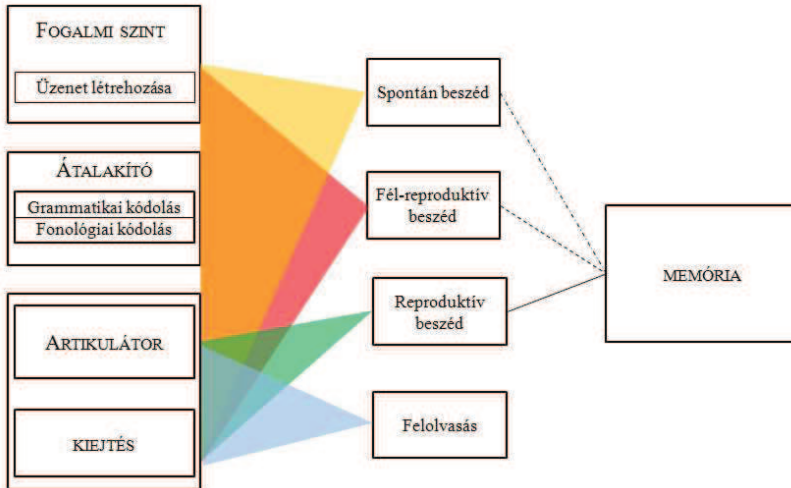 FOGALMI SZINT
Üzenet létrehozása
ÁTALAKÍTÓ
Grammatikai kódolás
Fonológiai kódolás
ARTIKULÁTOR
KIEJTÉS
Spontán beszéd
Fél-reproduktív
beszéd
Reproduktív
beszéd
Felolvasás
MEMÓRIA